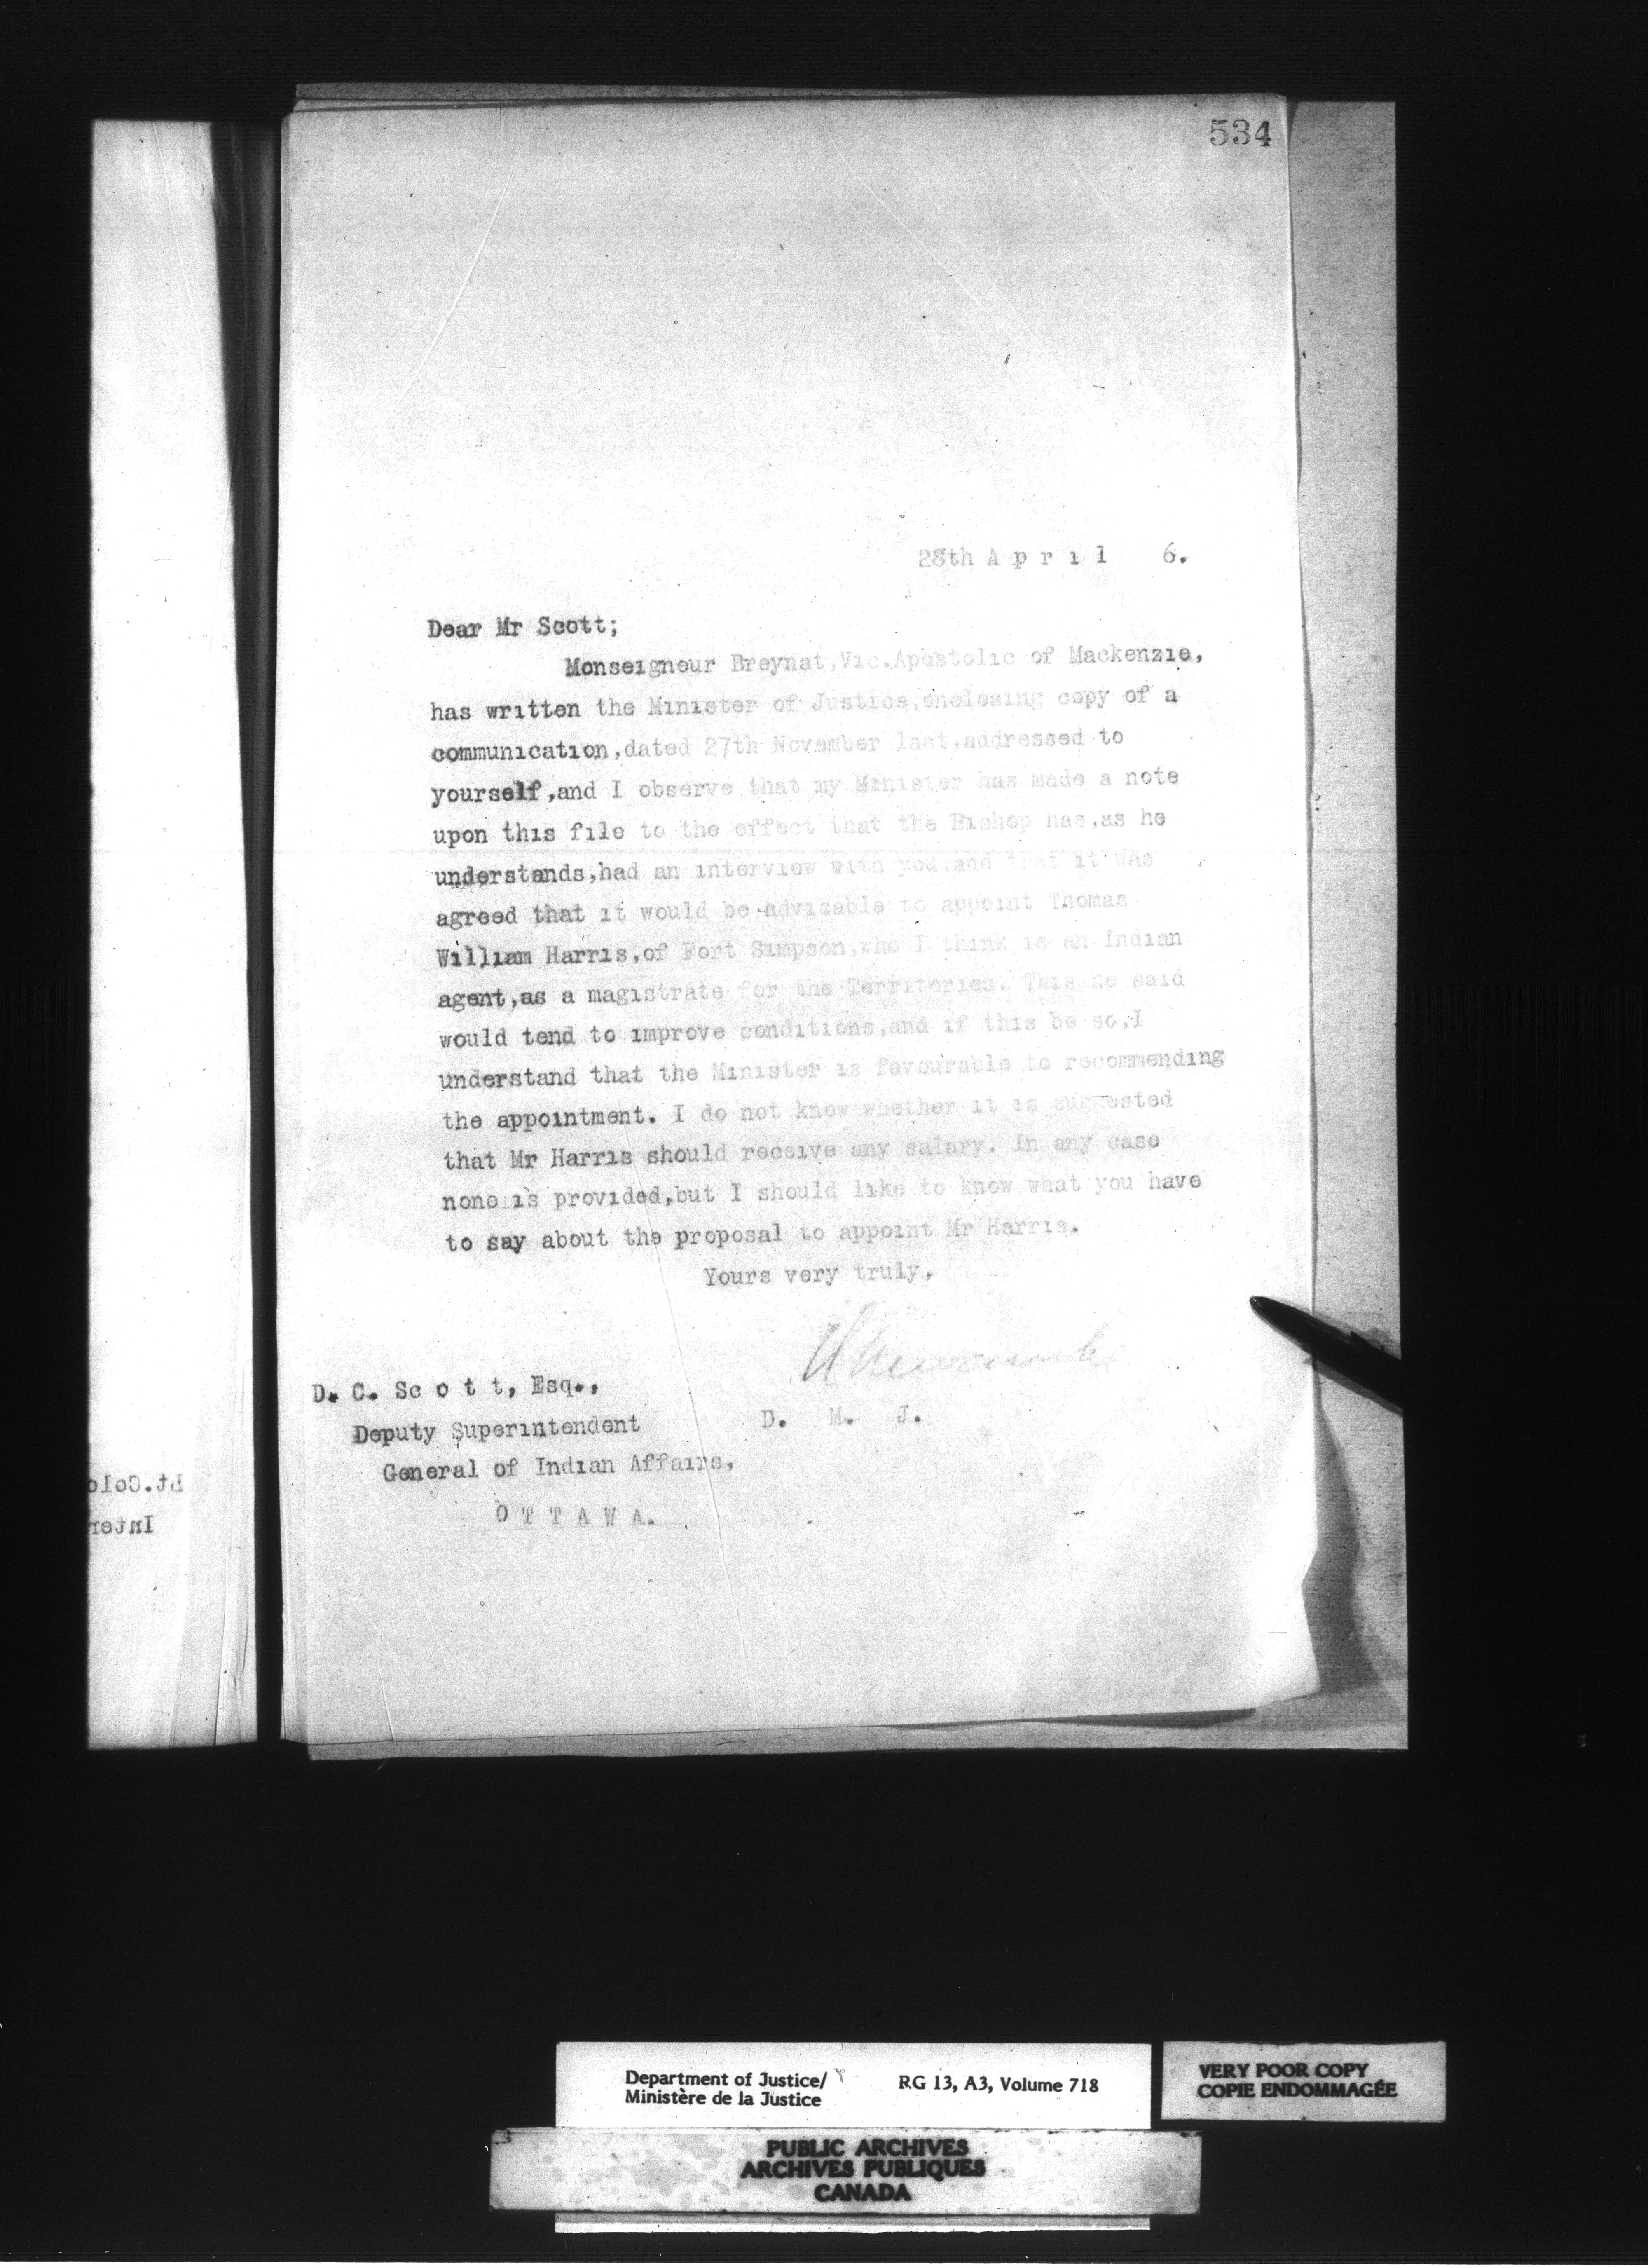 534
28th A p r i l 6.
Dear Mr Scott;
Monseigneur Breynat,Vic.Apostolic of Mackenzie,
has written the Minister of Justice,enclosing copy of a
communication,dated 27th November last,addressed to
yourself,and I observe that my Minister has made a note
upon this file to the effect that the Bishop has,as he
understands,had an interview with you,and that it was
agreed that it would be advisable to appoint Thomas
William Harris,of Fort Simpson,who I think is an Indian
agent,as a magistrate for the Territories. This he said
would tend to improve conditions,and if this be so,I
understand that the Minister is favourable to recommending
the appointment. I do not know whether it is suggested
that Mr Harris should receive any salary. In any case
none is provided,but I should like to know what you have
to say about the proposal to appoint Mr Harris.
Yours very truly,
D. C. Sc o t t, Esq.,
Deputy Superintendent
General of Indian Affairs,
O T T A W A.
D. M. J.
Pt.Colo
Inter
Department of Justice/
Ministère de la Justice
RG 13, A3, Volume 718
VERY POOR COPY
COPIE ENDOMMAGÉE
PUBLIC ARCHIVES
ARCHIVES PUBLIQUES
CANADA